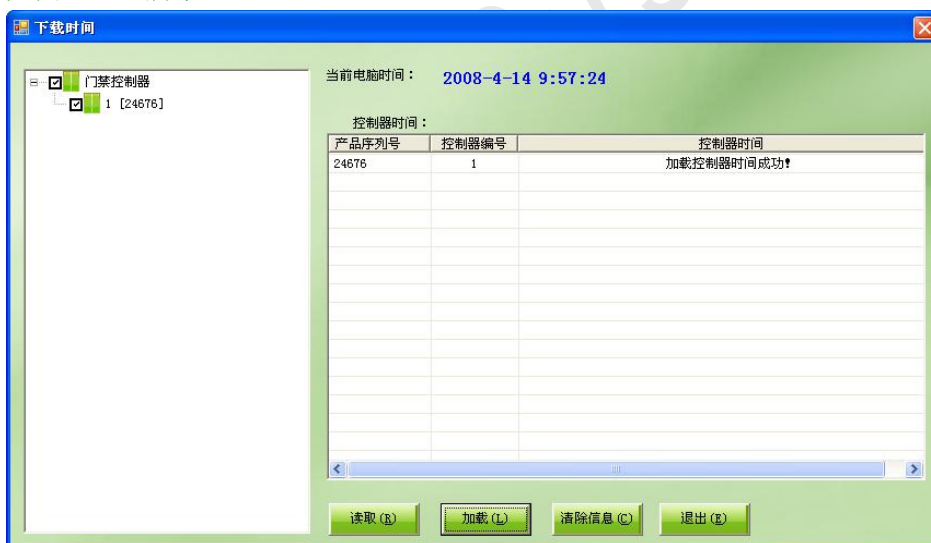 下载时间
门禁控制器
1 [24676]
当前电脑时间： 2008-4-14 9:57:24
控制器时间：
产品序列号 控制器编号 控制器时间
24676 1 加载控制器时间成功!
读取(R) 加载(L) 清除信息(C) 退出(E)